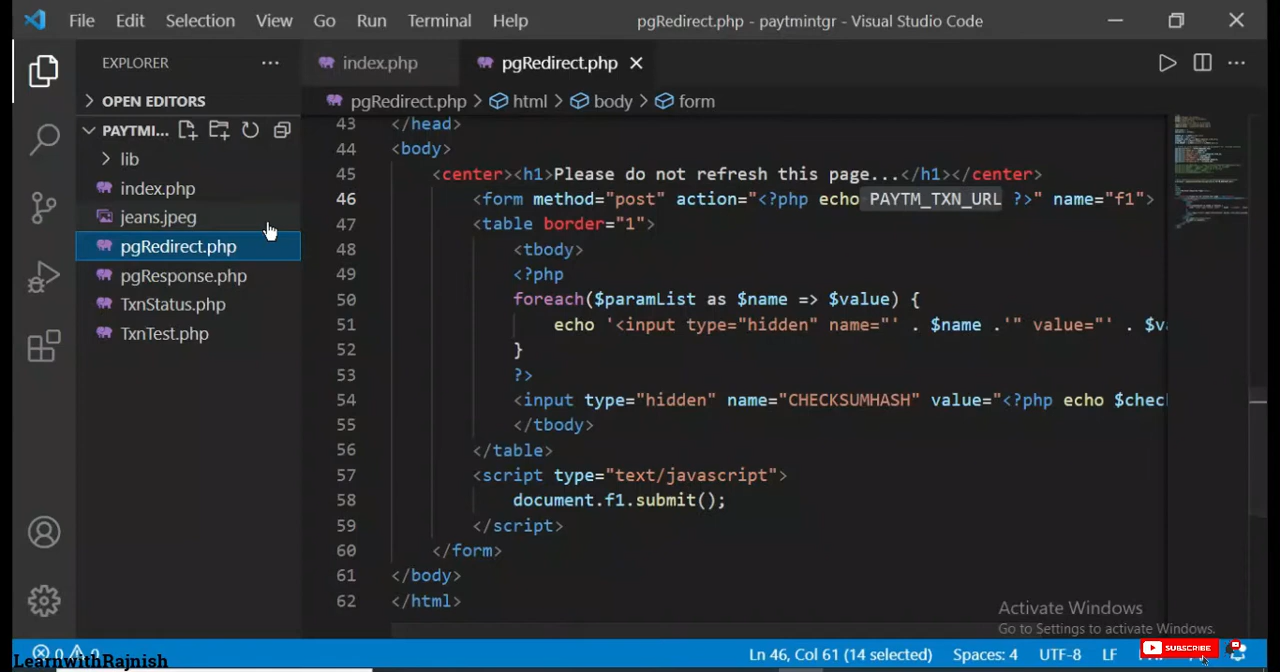 File Edit Selection View Go Run Terminal Help pgRedirect.php - paytmintgr - Visual Studio Code
EXPLORER
OPEN EDITORS
PAYTMI...
lib
index.php
jeans.jpeg
pgRedirect.php
pgResponse.php
TxnStatus.php
TxnTest.php
index.php pgRedirect.php
pgRedirect.php > html > body > form
43 </head>
44 <body>
45 <center><h1>Please do not refresh this page...</h1></center>
46 <form method="post" action="<?php echo PAYTM_TXN_URL ?>" name="f1">
47 <table border="1">
48 <tbody>
49 <?php
50 foreach($paramList as $name => $value) {
51 echo '<input type="hidden" name="' . $name .'" value="' . $va
52 }
53 ?>
54 <input type="hidden" name="CHECKSUMHASH" value="<?php echo $chec
55 </tbody>
56 </table>
57 <script type="text/javascript">
58 document.f1.submit();
59 </script>
60 </form>
61 </body>
62 </html>
Activate Windows
Go to Settings to activate Windows.
SUBSCRIBE
LearnwithRajnish
Ln 46, Col 61 (14 selected) Spaces: 4 UTF-8 LF